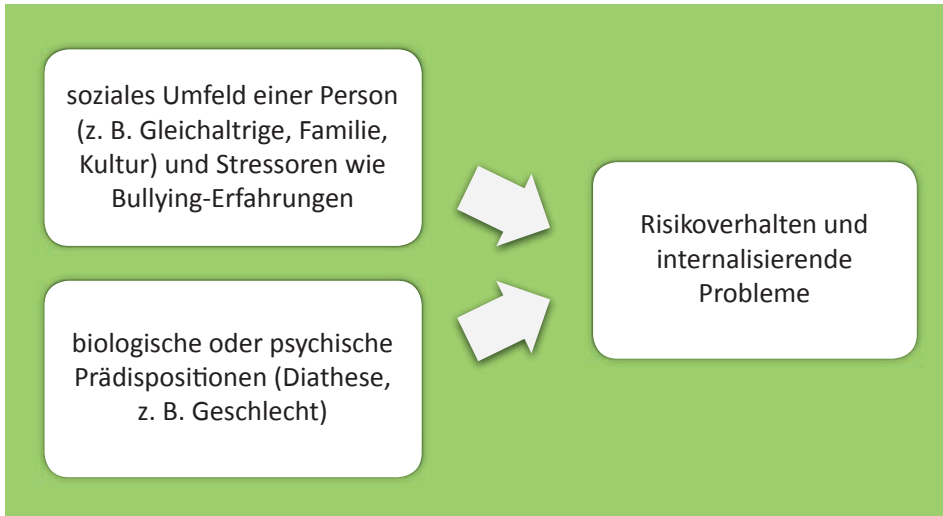 soziales Umfeld einer Person
(z. B. Gleichaltrige, Familie,
Kultur) und Stressoren wie
Bullying-Erfahrungen
biologische oder psychische
Prädispositionen (Diathese,
z. B. Geschlecht)
Risikoverhalten und
internalisierende
Probleme